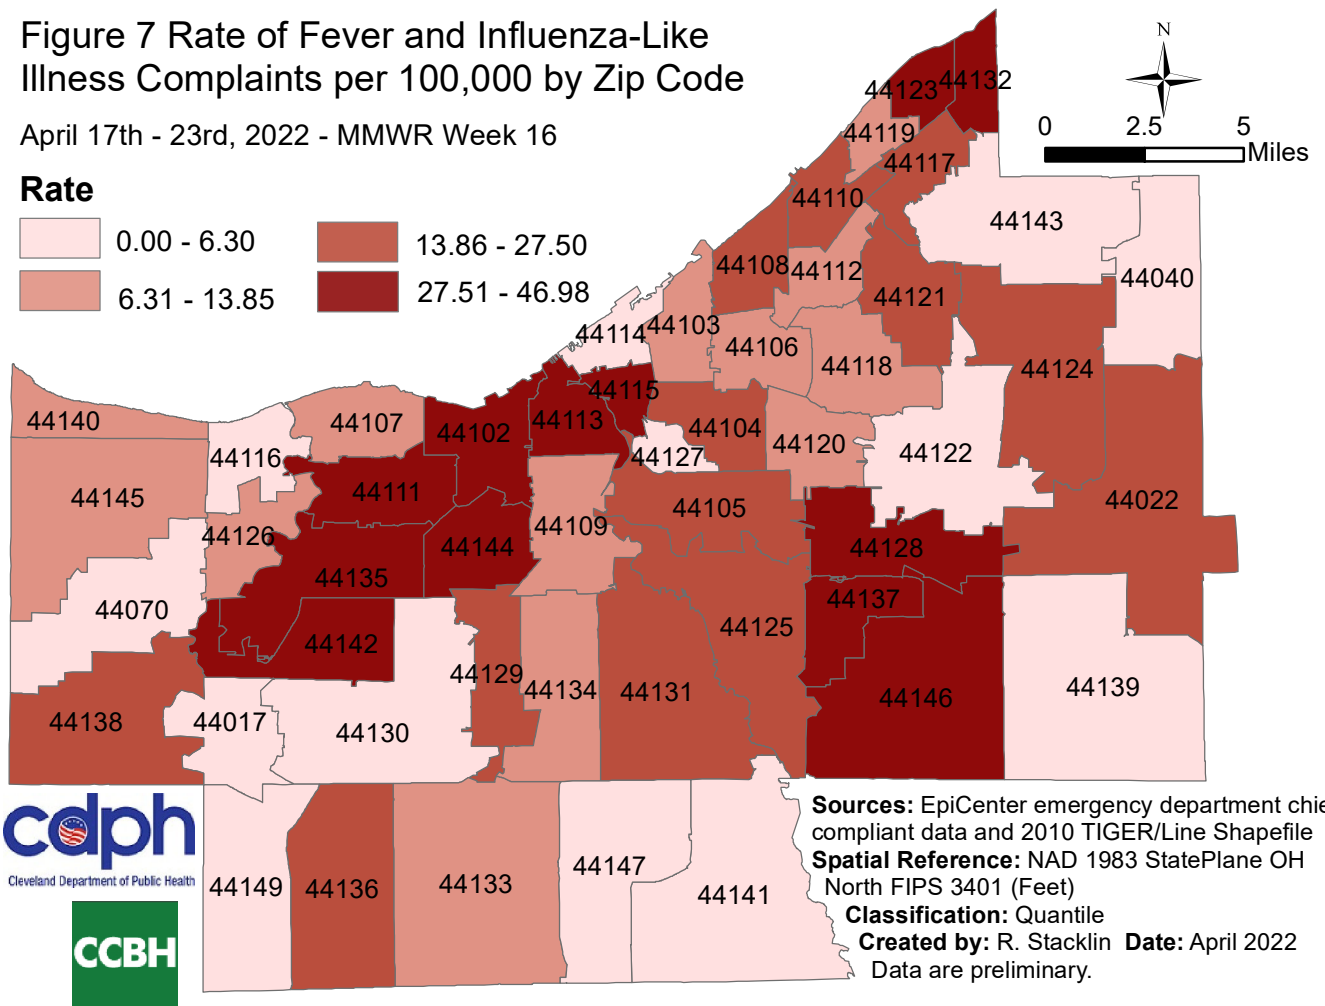 Figure 7 Rate of Fever and Influenza-Like
Illness Complaints per 100,000 by Zip Code
April 17th - 23rd, 2022 - MMWR Week 16
Rate
0.00 - 6.30
6.31 - 13.85
13.86 - 27.50
27.51 - 46.98
N
0 2.5 5
Miles
44123 44132
44119
44117
44110
44143
44108 44112
44040
44121
44114 44103
44106
44118
44124
44115
44140 44107
44102 44113
44104
44120
44116
44127
44122
44145
44111
44105
44022
44126
44109
44144
44128
44135
44070
44137
44125
44142
44129
44134 44131
44139
44146
44138 44017
44130
44149 44136 44133
44147
44141
cdph
Cleveland Department of Public Health
CCBH
Sources: EpiCenter emergency department chie
compliant data and 2010 TIGER/Line Shapefile
Spatial Reference: NAD 1983 StatePlane OH
North FIPS 3401 (Feet)
Classification: Quantile
Created by: R. Stacklin Date: April 2022
Data are preliminary.